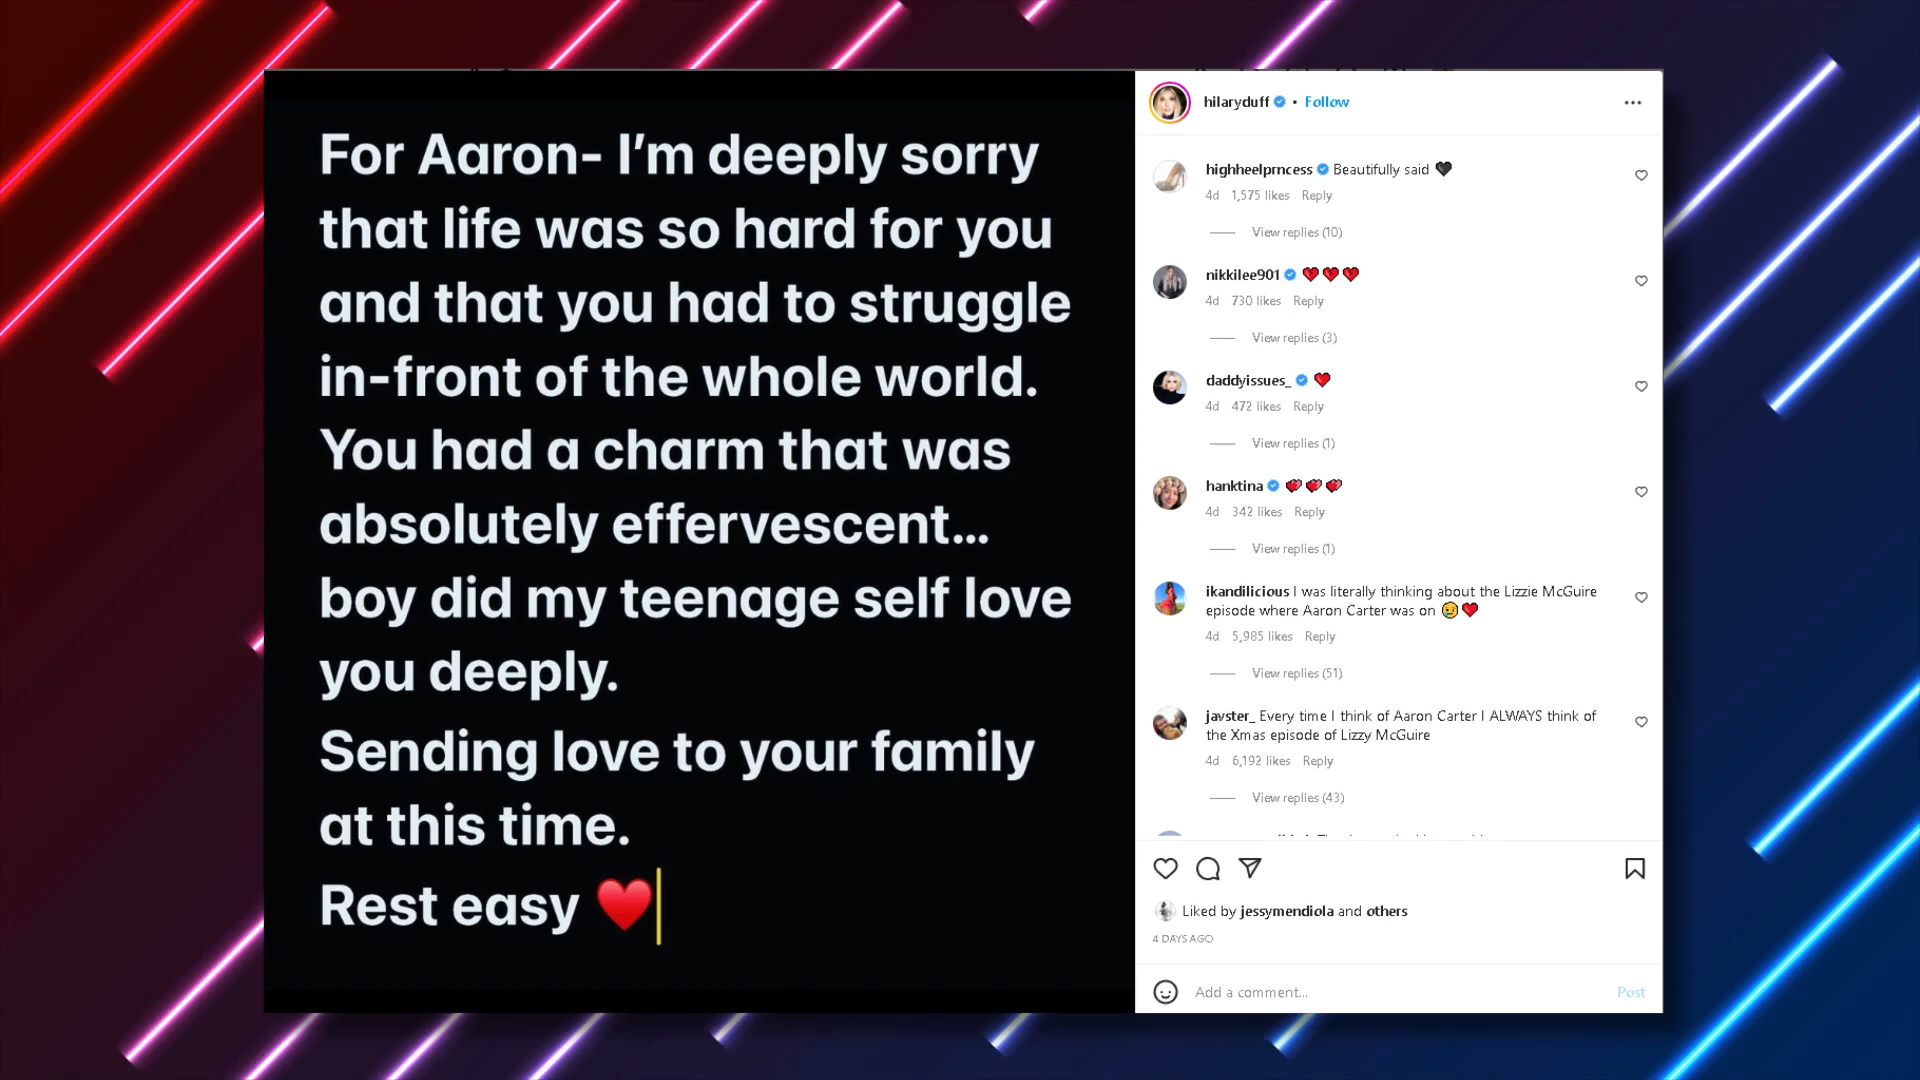 For Aaron- I'm deeply sorry
that life was so hard for you
and that you had to struggle
in-front of the whole world.
You had a charm that was
absolutely effervescent...
boy did my teenage self love
you deeply.
Sending love to your family
at this time.
Rest easy ❤️
hilaryduff • Follow
highheelprncess Beautifully said 🖤
4d 1,575 likes Reply
View replies (10)
nikkilee901 ❤️❤️❤️
4d 730 likes Reply
View replies (3)
daddyissues_ ❤️
4d 472 likes Reply
View replies (1)
hanktina 💕💕💕
4d 342 likes Reply
View replies (1)
ikandilicious I was literally thinking about the Lizzie McGuire
episode where Aaron Carter was on 😢❤️
4d 5,985 likes Reply
View replies (51)
javster_ Every time I think of Aaron Carter I ALWAYS think of
the Xmas episode of Lizzy McGuire
4d 6,192 likes Reply
View replies (43)
Liked by jessymendiola and others
4 DAYS AGO
Add a comment...
Post